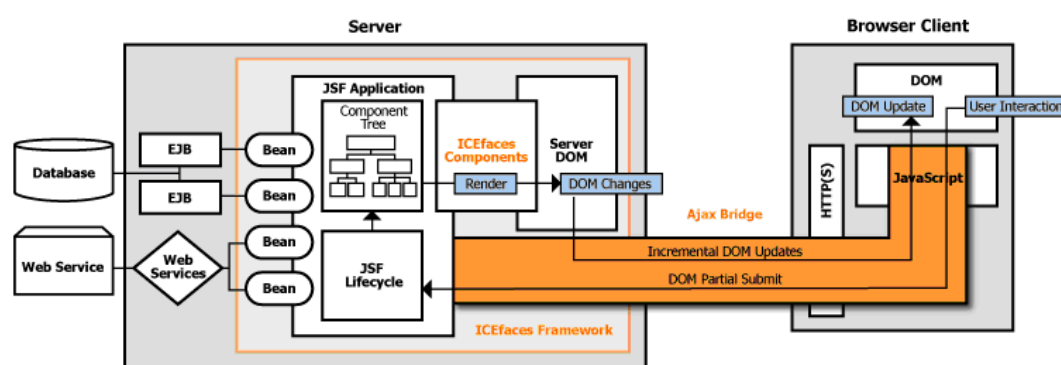 Server
Browser Client
JSF Application
DOM
Component
Tree
DOM Update
User Interaction
ICEfaces
Components
Server
DOM
EJB
Bean
Database
Render
DOM Changes
JavaScript
EJB
Bean
HTTP(S)
Ajax Bridge
Bean
Web Service
Web
Services
JSF
Lifecycle
Incremental DOM Updates
DOM Partial Submit
Bean
ICEfaces Framework